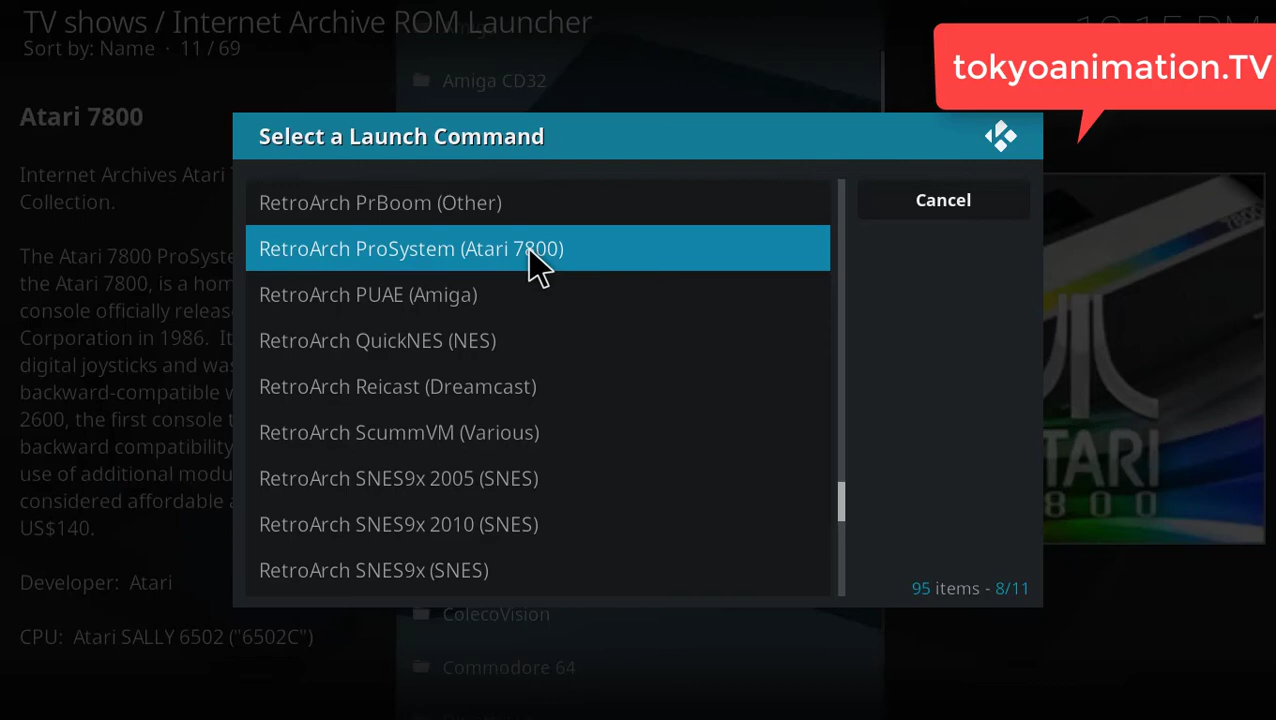 TV shows / Internet Archive ROM Launcher
Sort by: Name · 11 / 69
10:15 PM
tokyoanimation.TV
Amiga CD32
Atari 7800
Select a Launch Command
Internet Archives Atari
Collection.
The Atari 7800 ProSyste
the Atari 7800, is a hom
console officially releas
Corporation in 1986. It
digital joysticks and was
backward-compatible w
2600, the first console t
backward compatibility
use of additional modu
considered affordable a
US$140.
Developer: Atari
CPU: Atari SALLY 6502 ("6502C")
RetroArch PrBoom (Other)
RetroArch ProSystem (Atari 7800)
RetroArch PUAE (Amiga)
RetroArch QuickNES (NES)
RetroArch Reicast (Dreamcast)
RetroArch ScummVM (Various)
RetroArch SNES9x 2005 (SNES)
RetroArch SNES9x 2010 (SNES)
RetroArch SNES9x (SNES)
Cancel
95 items - 8/11
ATARI
7800
ColecoVision
Commodore 64